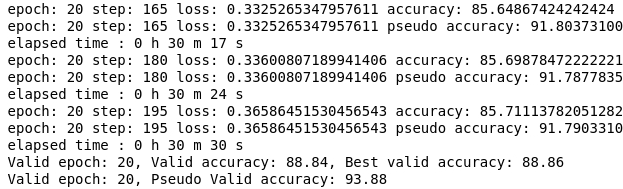 epoch: 20 step: 165 loss: 0.3325265347957611 accuracy: 85.64867424242424
epoch: 20 step: 165 loss: 0.3325265347957611 pseudo accuracy: 91.80373100
elapsed time : 0 h 30 m 17 s
epoch: 20 step: 180 loss: 0.33600807189941406 accuracy: 85.69878472222221
epoch: 20 step: 180 loss: 0.33600807189941406 pseudo accuracy: 91.7877835
elapsed time : 0 h 30 m 24 s
epoch: 20 step: 195 loss: 0.36586451530456543 accuracy: 85.71113782051282
epoch: 20 step: 195 loss: 0.36586451530456543 pseudo accuracy: 91.7903310
elapsed time : 0 h 30 m 30 s
Valid epoch: 20, Valid accuracy: 88.84, Best valid accuracy: 88.86
Valid epoch: 20, Pseudo Valid accuracy: 93.88